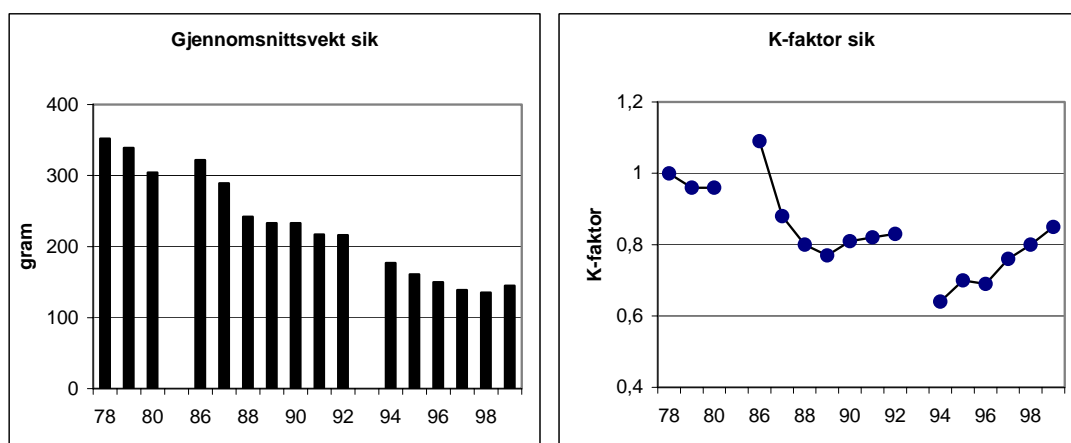 Gjennomsnittsvekt sik
400
300
200
100
0
gram
78 80 86 88 90 92 94 96 98
K-faktor sik
1,2
1
0,8
0,6
0,4
K-faktor
78 80 86 88 90 92 94 96 98